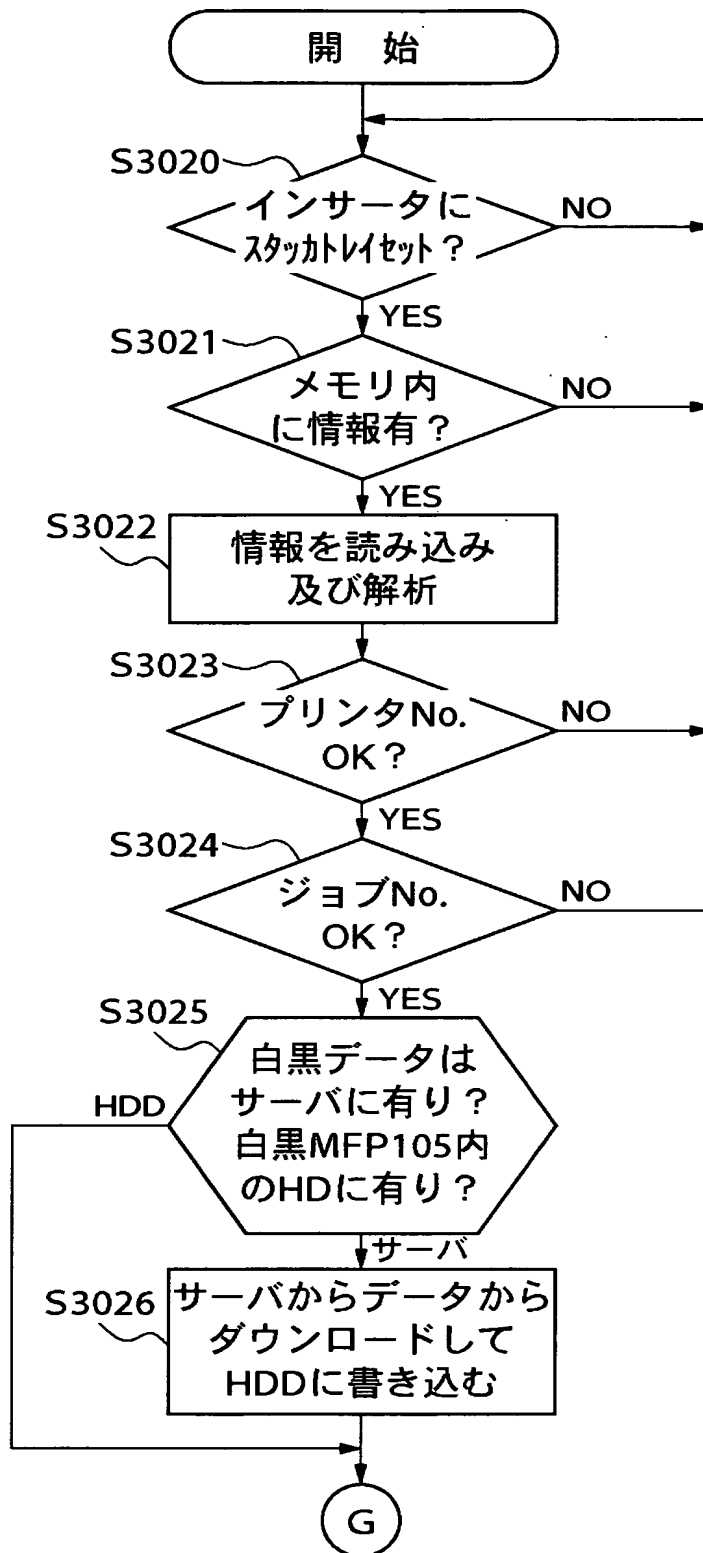 開 始
S3020
インサータに
スタッカトレイセット？
NO
YES
S3021
メモリ内
に情報有？
NO
YES
S3022
情報を読み込み
及び解析
S3023
プリンタNo.
OK？
NO
YES
S3024
ジョブNo.
OK？
NO
YES
S3025
白黒データは
サーバに有り？
白黒MFP105内
のHDに有り？
HDD
サーバ
S3026
サーバからデータから
ダウンロードして
HDDに書き込む
G